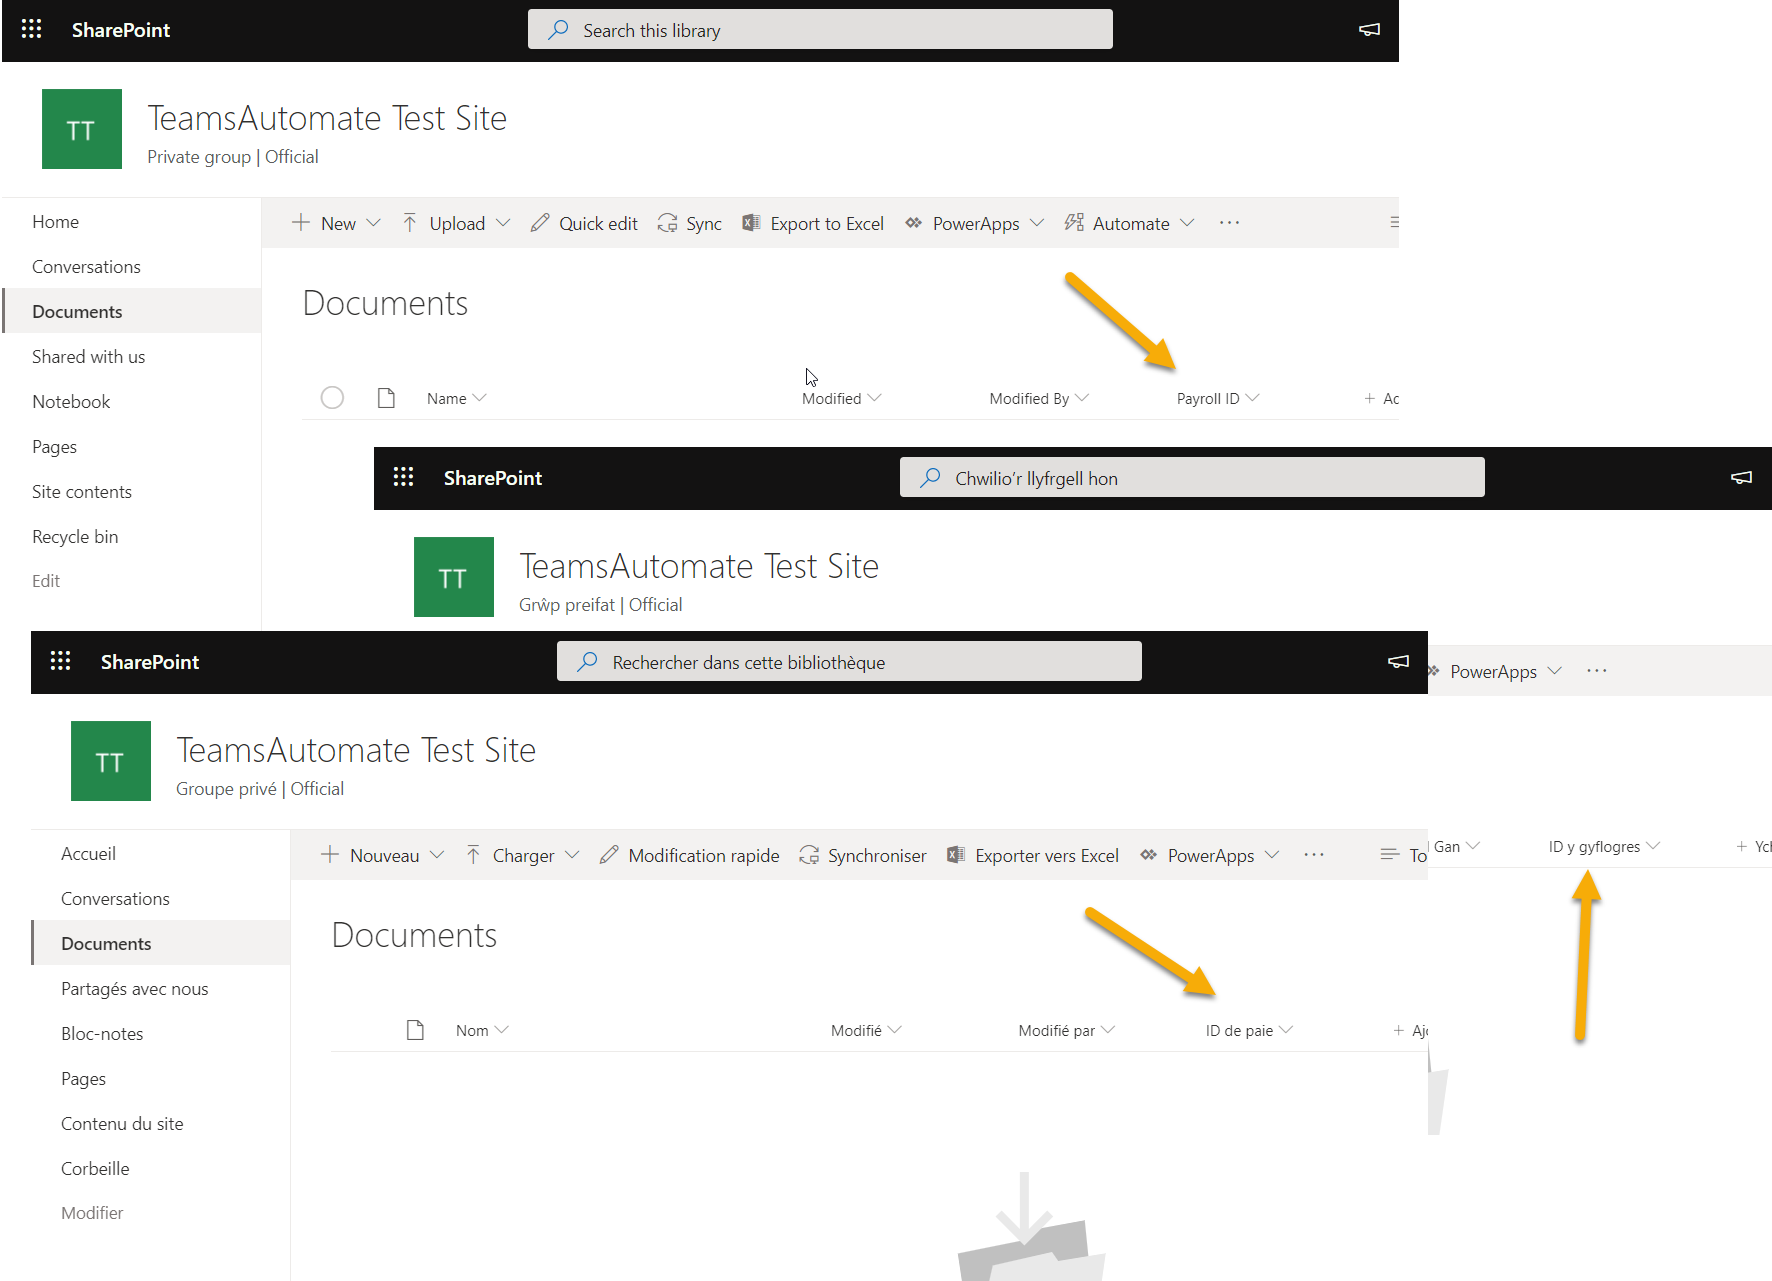 SharePoint
Search this library
TT
TeamsAutomate Test Site
Private group | Official
Home
Conversations
Documents
Shared with us
Notebook
Pages
Site contents
Recycle bin
Edit
New Upload Quick edit Sync Export to Excel PowerApps Automate ···
Documents
Name Modified Modified By Payroll ID + Ac
SharePoint
Chwilio’r llyfrgell hon
TT
TeamsAutomate Test Site
Grŵp preifat | Official
PowerApps ···
Gan ID y gyflogres + Ych
SharePoint
Rechercher dans cette bibliothèque
TT
TeamsAutomate Test Site
Groupe privé | Official
Accueil
Conversations
Documents
Partagés avec nous
Bloc-notes
Pages
Contenu du site
Corbeille
Modifier
Nouveau Charger Modification rapide Synchroniser Exporter vers Excel PowerApps ··· To
Documents
Nom Modifié Modifié par ID de paie + Ajo